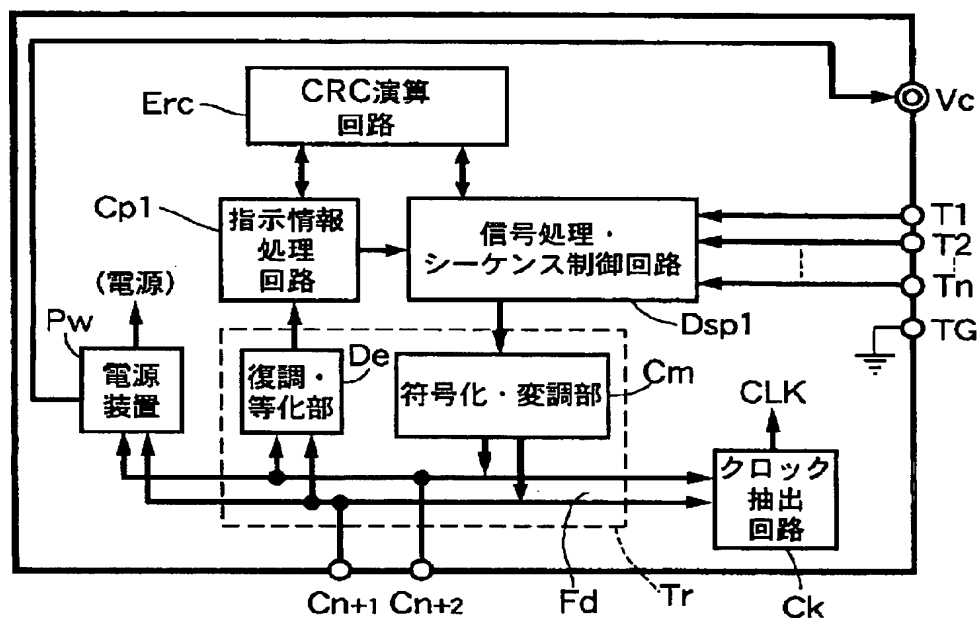 Vc
Erc
CRC演算
回路
Cp1
指示情報
処理
回路
信号処理・
シーケンス制御回路
T1
T2
Tn
TG
(電源)
Pw
電源
装置
De
復調・
等化部
Dsp1
符号化・変調部
Cm
CLK
クロック
抽出
回路
Cn+1
Cn+2
Fd
Tr
Ck